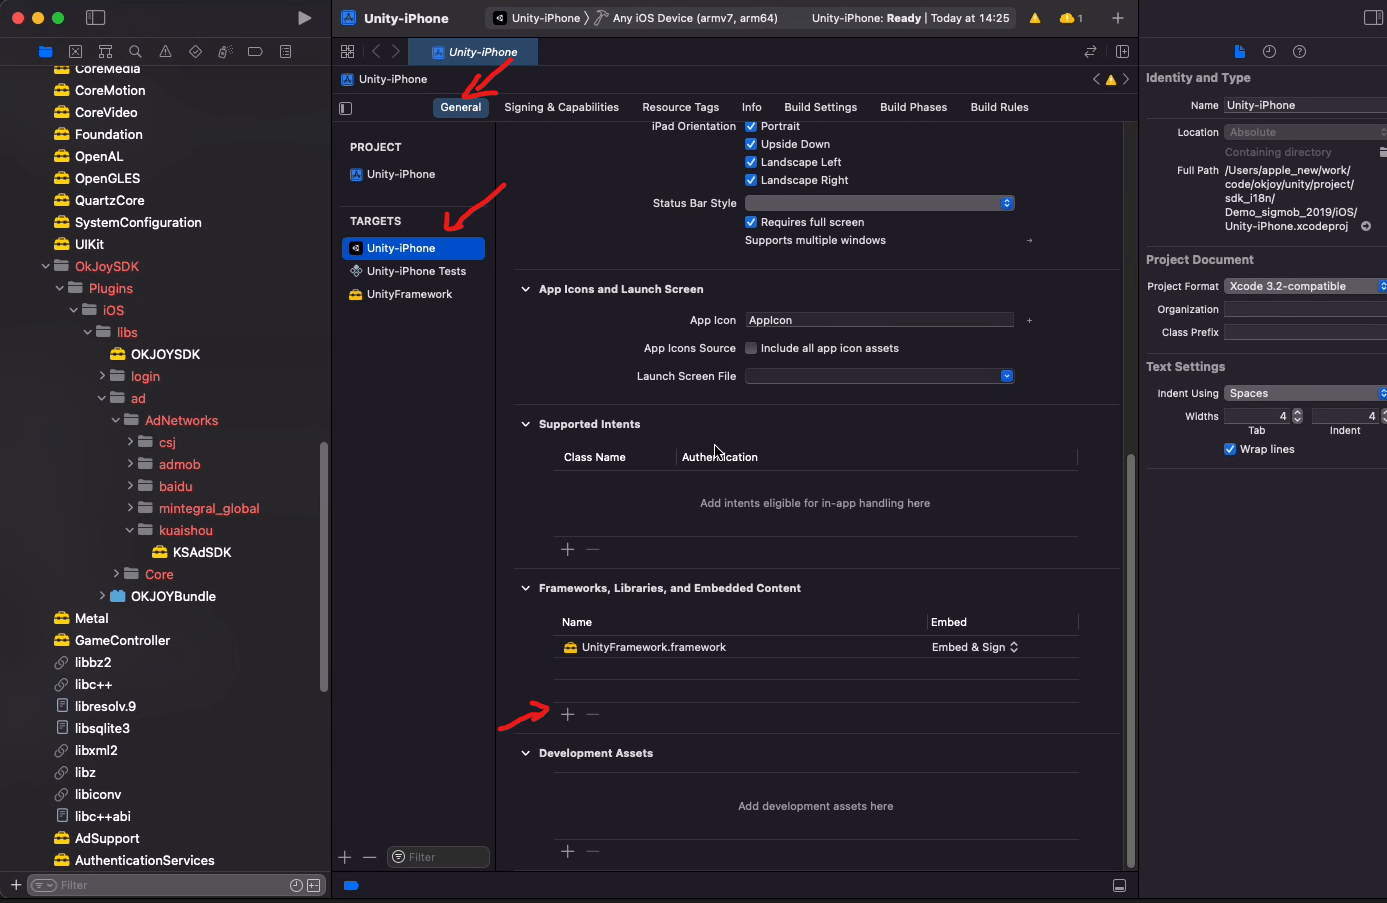 Unity-iPhone
Unity-iPhone 〉 Any iOS Device (armv7, arm64)
Unity-iPhone: Ready | Today at 14:25
1
Unity-iPhone
Unity-iPhone
General
Signing & Capabilities
Resource Tags
Info
Build Settings
Build Phases
Build Rules
CoreMedia
CoreMotion
CoreVideo
Foundation
OpenAL
OpenGLES
QuartzCore
SystemConfiguration
UIKit
OkJoySDK
Plugins
iOS
libs
OKJOYSDK
login
ad
AdNetworks
csj
admob
baidu
mintegral_global
kuaishou
KSAdSDK
Core
OKJOYBundle
Metal
GameController
libbz2
libc++
libresolv.9
libsqlite3
libxml2
libz
libiconv
libc++abi
AdSupport
AuthenticationServices
Filter
PROJECT
Unity-iPhone
TARGETS
Unity-iPhone
Unity-iPhone Tests
UnityFramework
Filter
iPad Orientation Portrait
Upside Down
Landscape Left
Landscape Right
Status Bar Style
Requires full screen
Supports multiple windows
App Icons and Launch Screen
App Icon AppIcon
App Icons Source Include all app icon assets
Launch Screen File
Supported Intents
Class Name Authentication
Add intents eligible for in-app handling here
Frameworks, Libraries, and Embedded Content
Name Embed
UnityFramework.framework Embed & Sign
Development Assets
Add development assets here
Identity and Type
Name Unity-iPhone
Location Absolute
Containing directory
Full Path /Users/apple_new/work/
code/okjoy/unity/project/
sdk_i18n/
Demo_sigmob_2019/iOS/
Unity-iPhone.xcodeproj
Project Document
Project Format Xcode 3.2-compatible
Organization
Class Prefix
Text Settings
Indent Using Spaces
Widths 4 4
Tab Indent
Wrap lines